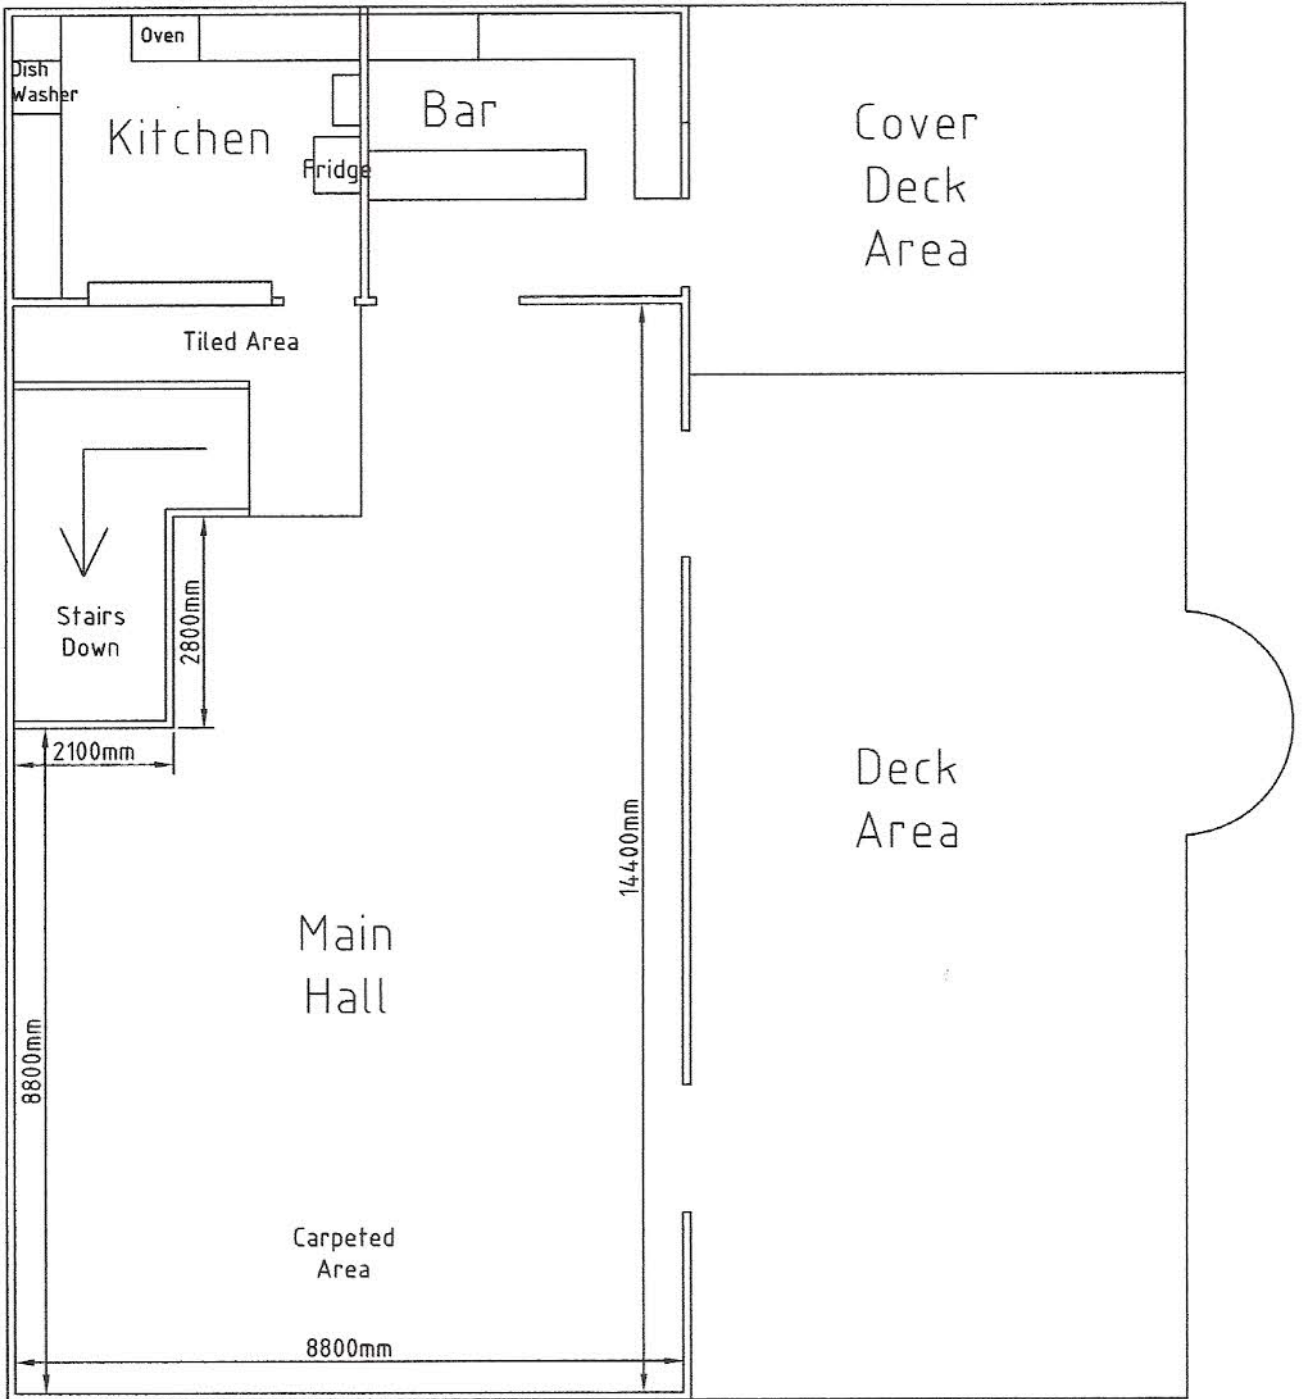 Oven
Dish
Washer
Kitchen
Fridge
Bar
Cover
Deck
Area
Tiled Area
Stairs
Down
2800mm
2100mm
14400mm
Deck
Area
Main
Hall
8800mm
Carpeted
Area
8800mm